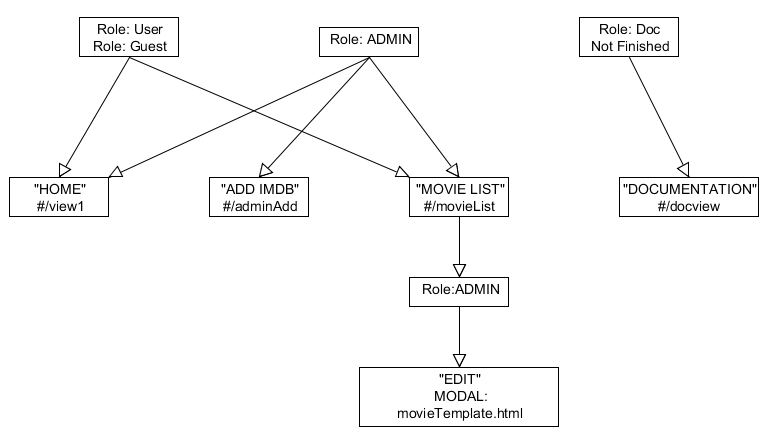 Role: User
Role: Guest
Role: ADMIN
Role: Doc
Not Finished
"HOME"
#/view1
"ADD IMDB"
#/adminAdd
"MOVIE LIST"
#/movieList
"DOCUMENTATION"
#/docview
Role:ADMIN
"EDIT"
MODAL:
movieTemplate.html